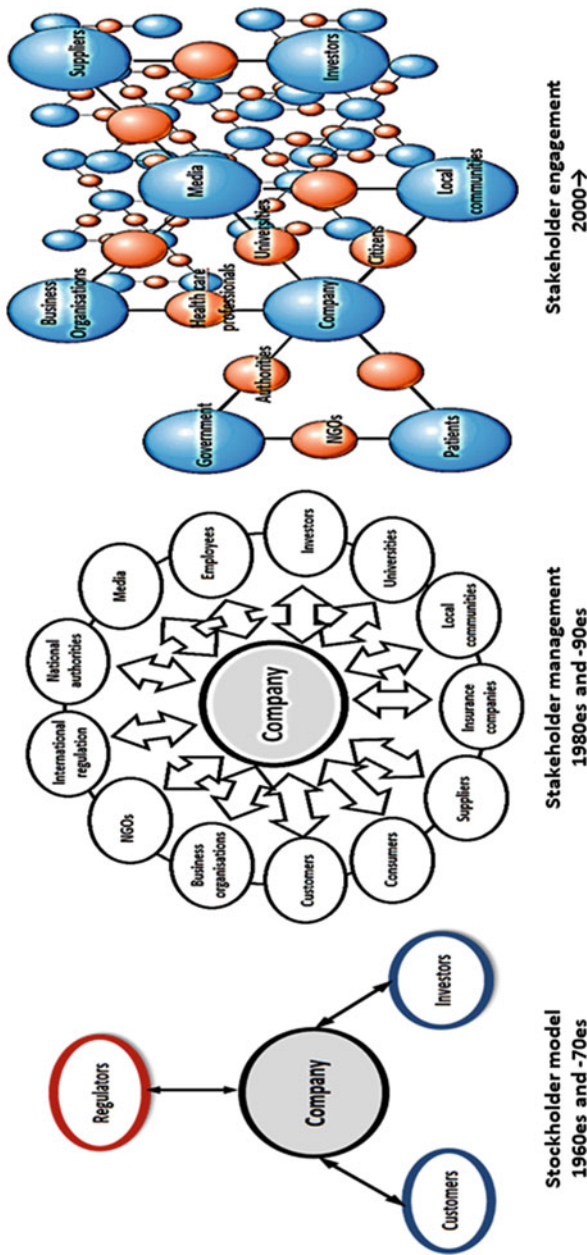 Regulators
Company
Customers
Investors
Stockholder model
1960es and -70es
International
regulation
National
authorities
Media
Employees
Investors
Universities
Local
communities
Insurance
companies
Suppliers
Consumers
Customers
Business
organisations
NGOs
Company
Stakeholder management
1980es and -90es
Business
Organisations
Suppliers
Government
Authorities
Health care
professionals
Media
Universities
NGOs
Company
Citizens
Investors
Patients
Local
communities
Stakeholder engagement
2000→